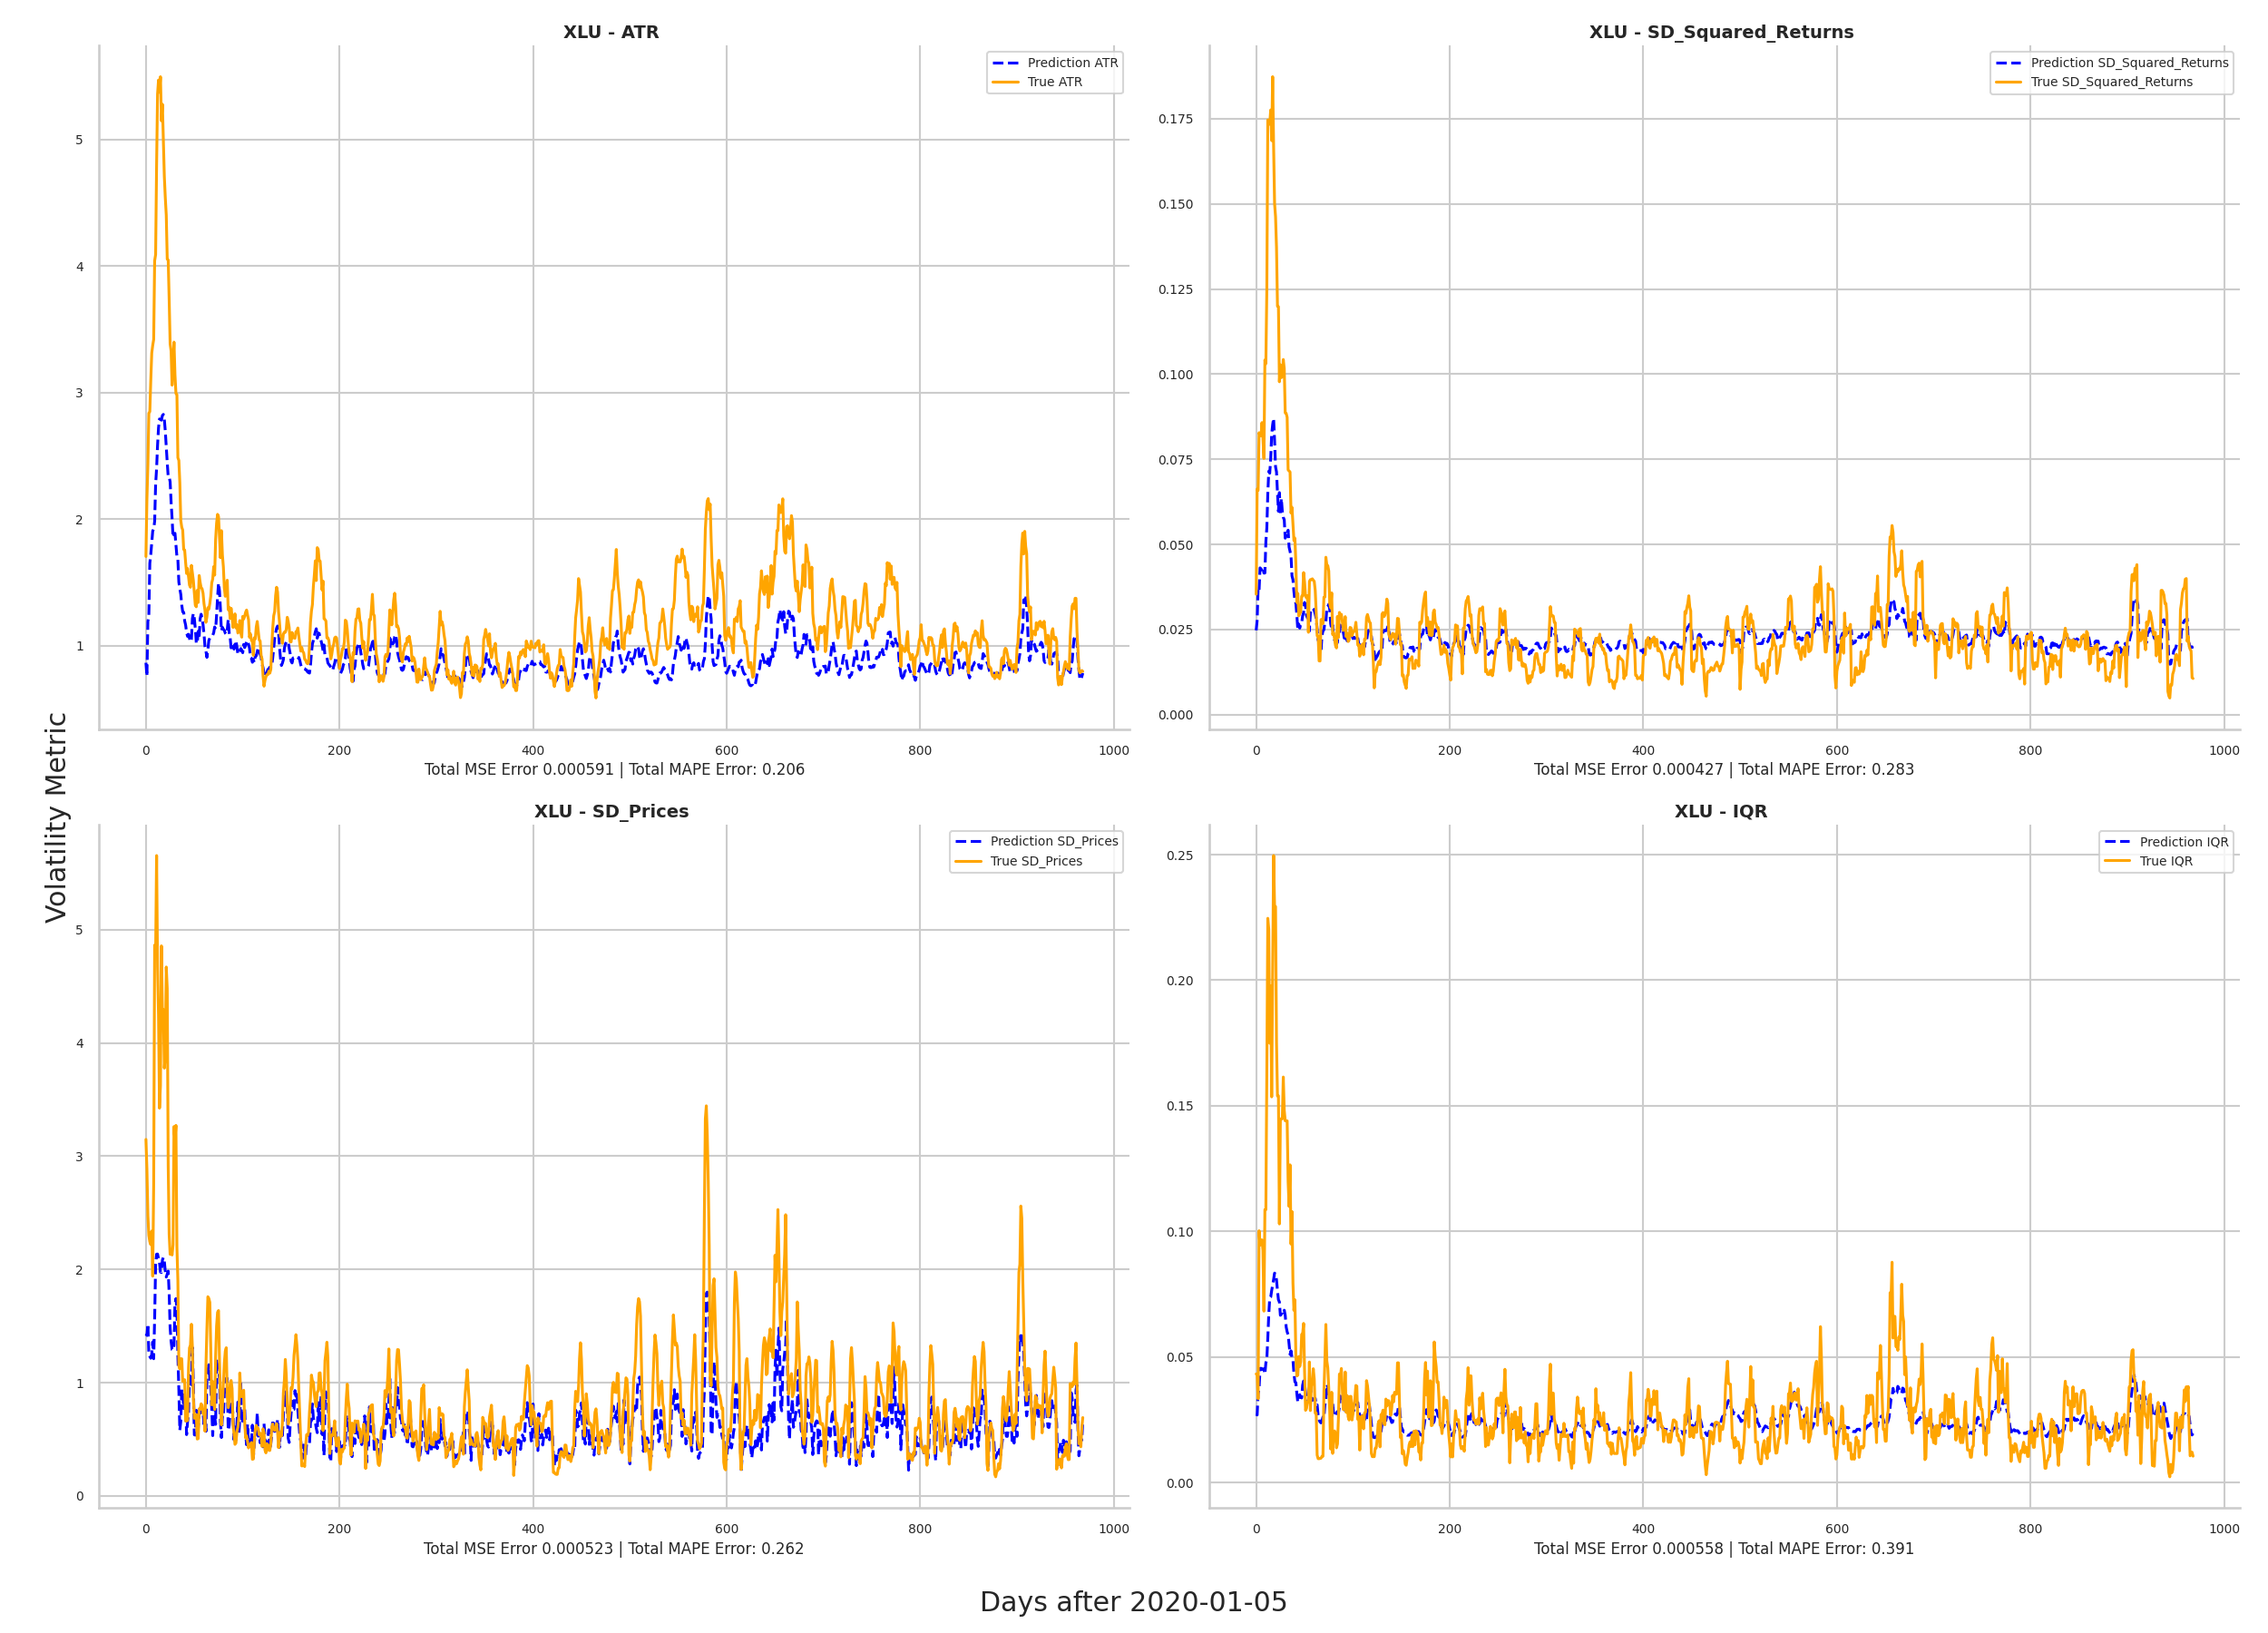 XLU - ATR
Prediction ATR
True ATR
5
4
3
2
1
0
200
400
600
800
1000
Total MSE Error 0.000591 | Total MAPE Error: 0.206
XLU - SD_Squared_Returns
Prediction SD_Squared_Returns
True SD_Squared_Returns
0.175
0.150
0.125
0.100
0.075
0.050
0.025
0.000
0
200
400
600
800
1000
Total MSE Error 0.000427 | Total MAPE Error: 0.283
Volatility Metric
XLU - SD_Prices
Prediction SD_Prices
True SD_Prices
5
4
3
2
1
0
0
200
400
600
800
1000
Total MSE Error 0.000523 | Total MAPE Error: 0.262
XLU - IQR
Prediction IQR
True IQR
0.25
0.20
0.15
0.10
0.05
0.00
0
200
400
600
800
1000
Total MSE Error 0.000558 | Total MAPE Error: 0.391
Days after 2020-01-05